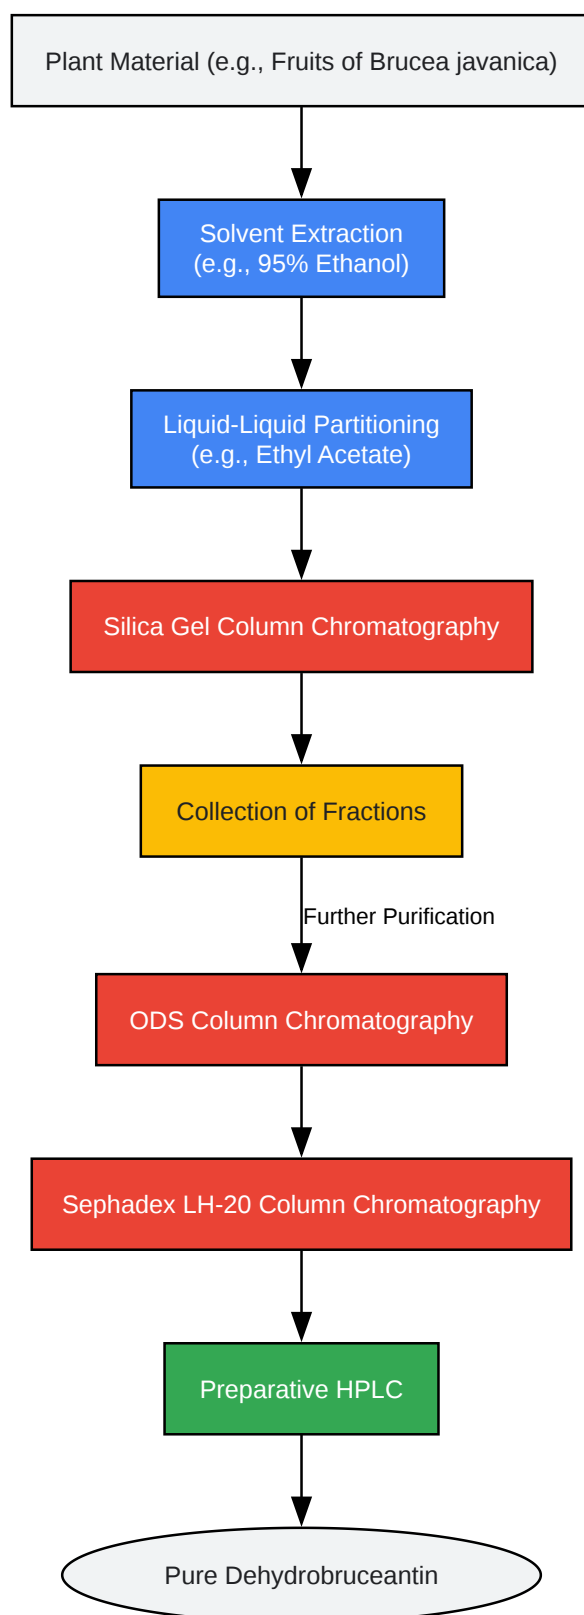 Plant Material (e.g., Fruits of Brucea javanica)
Solvent Extraction
(e.g., 95% Ethanol)
Liquid-Liquid Partitioning
(e.g., Ethyl Acetate)
Silica Gel Column Chromatography
Collection of Fractions
Further Purification
ODS Column Chromatography
Sephadex LH-20 Column Chromatography
Preparative HPLC
Pure Dehydrobruceantin